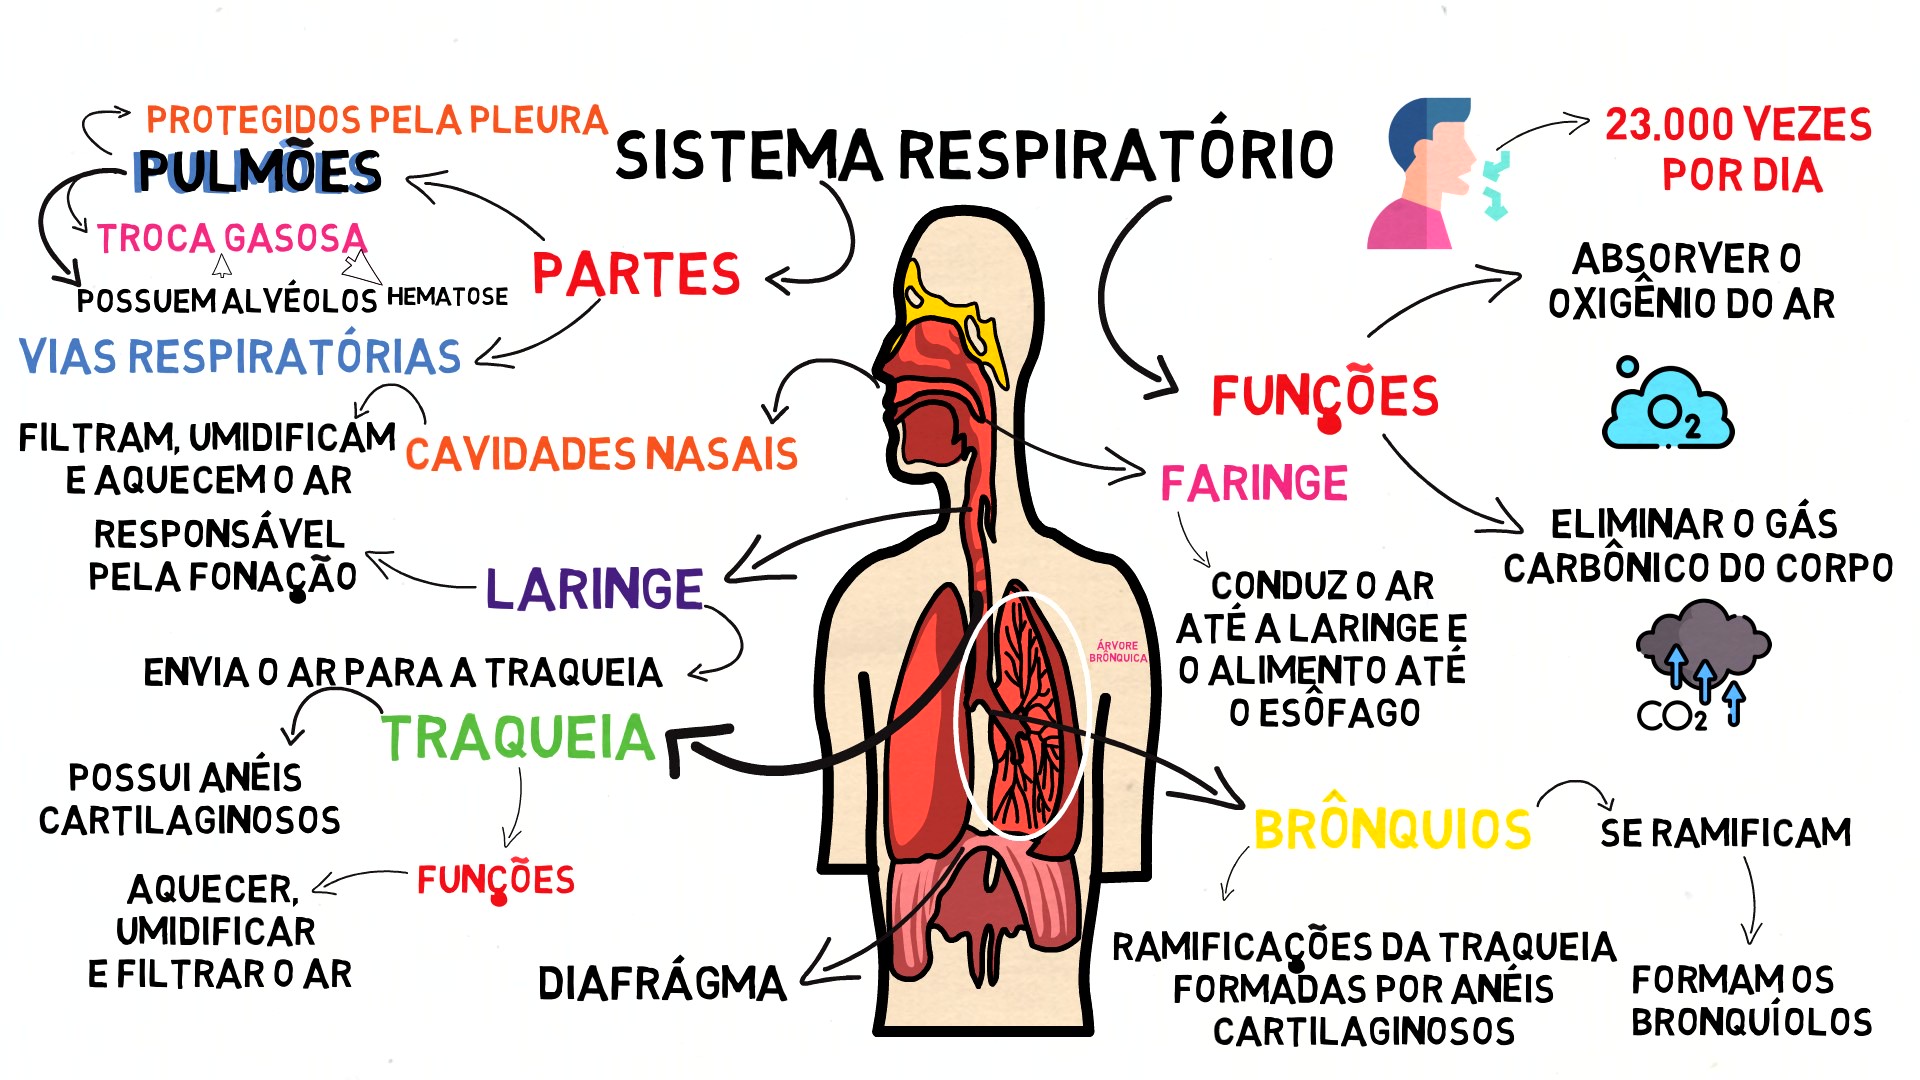 SISTEMA RESPIRATÓRIO
PROTEGIDOS PELA PLEURA
PULMÕES
TROCA GASOSA
POSSUEM ALVÉOLOS
HEMATOSE
PARTES
VIAS RESPIRATÓRIAS
FILTRAM, UMIDIFICAM
E AQUECEM O AR
CAVIDADES NASAIS
RESPONSÁVEL
PELA FONAÇÃO
LARINGE
ENVIA O AR PARA A TRAQUEIA
TRAQUEIA
POSSUI ANÉIS
CARTILAGINOSOS
FUNÇÕES
AQUECER,
UMIDIFICAR
E FILTRAR O AR
DIAFRÁGMA
23.000 VEZES
POR DIA
ABSORVER O
OXIGÊNIO DO AR
O2
FUNÇÕES
FARINGE
ELIMINAR O GÁS
CARBÔNICO DO CORPO
CO2
CONDUZ O AR
ATÉ A LARINGE E
O ALIMENTO ATÉ
O ESÔFAGO
ÁRVORE
BRÔNQUICA
BRÔNQUIOS
SE RAMIFICAM
RAMIFICAÇÕES DA TRAQUEIA
FORMADAS POR ANÉIS
CARTILAGINOSOS
FORMAM OS
BRONQUÍOLOS